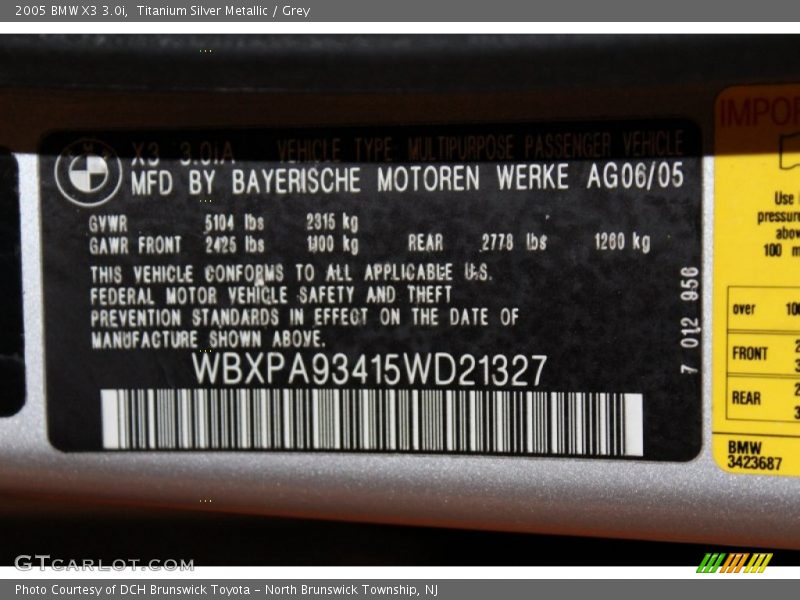 2005 BMW X3 3.0i, Titanium Silver Metallic / Grey
X3 3.0iA VEHICLE TYPE MULTIPURPOSE PASSENGER VEHICLE
MFD BY BAYERISCHE MOTOREN WERKE AG06/05
GVWR 5104 lbs 2315 kg
GAWR FRONT 2425 lbs 1100 kg REAR 2778 lbs 1260 kg
THIS VEHICLE CONFORMS TO ALL APPLICABLE U.S.
FEDERAL MOTOR VEHICLE SAFETY AND THEFT
PREVENTION STANDARDS IN EFFECT ON THE DATE OF
MANUFACTURE SHOWN ABOVE.
WBXPA93415WD21327
7 012 956
IMPOR
Use
pressur
abov
100 m
over 10
FRONT
REAR
BMW
3423687
GTCARLOT.COM
Photo Courtesy of DCH Brunswick Toyota - North Brunswick Township, NJ